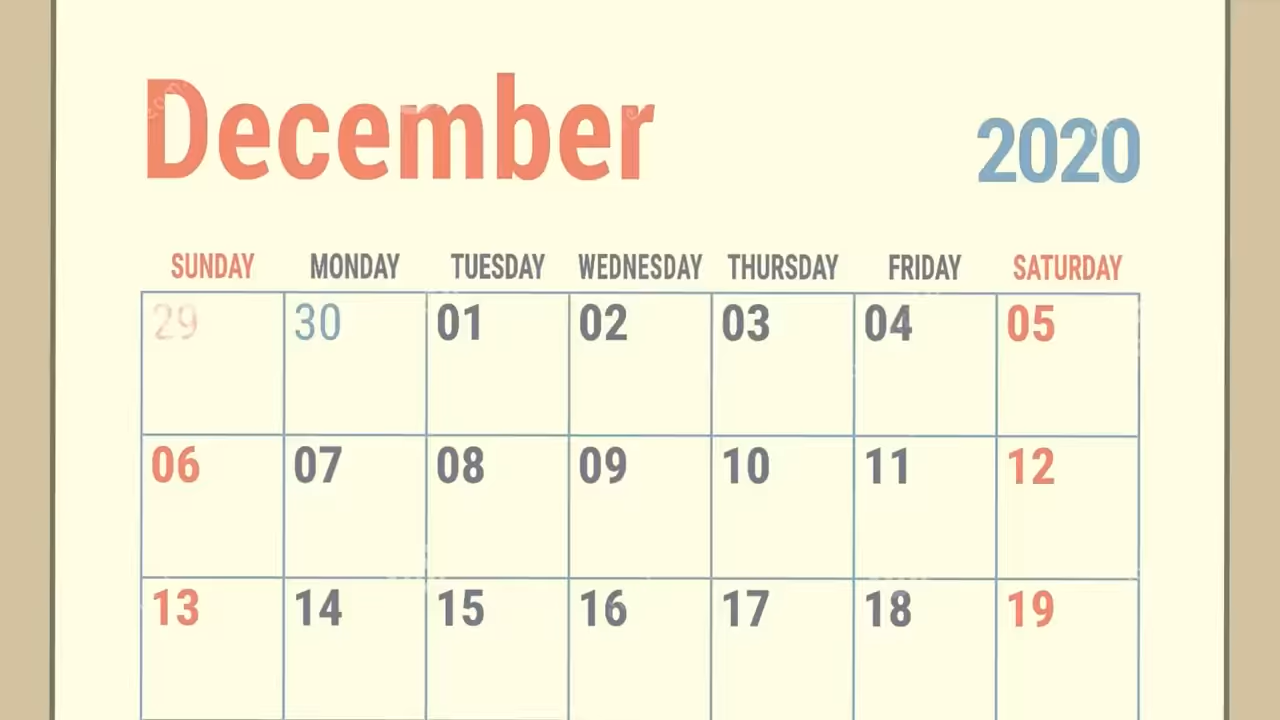 December
2020
SUNDAY MONDAY TUESDAY WEDNESDAY THURSDAY FRIDAY SATURDAY
29 30 01 02 03 04 05
06 07 08 09 10 11 12
13 14 15 16 17 18 19